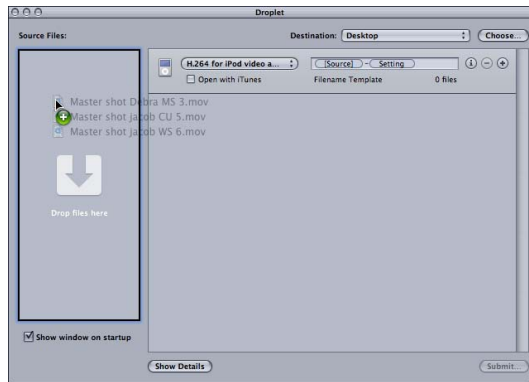 Droplet
Source Files:
Destination: Desktop
Choose...
H.264 for iPod video a...
[Source] - Setting
Open with iTunes
Filename Template
0 files
Master shot Debra MS 3.mov
Master shot jacob CU 5.mov
Master shot jacob WS 6.mov
Drop files here
Show window on startup
Show Details
Submit...